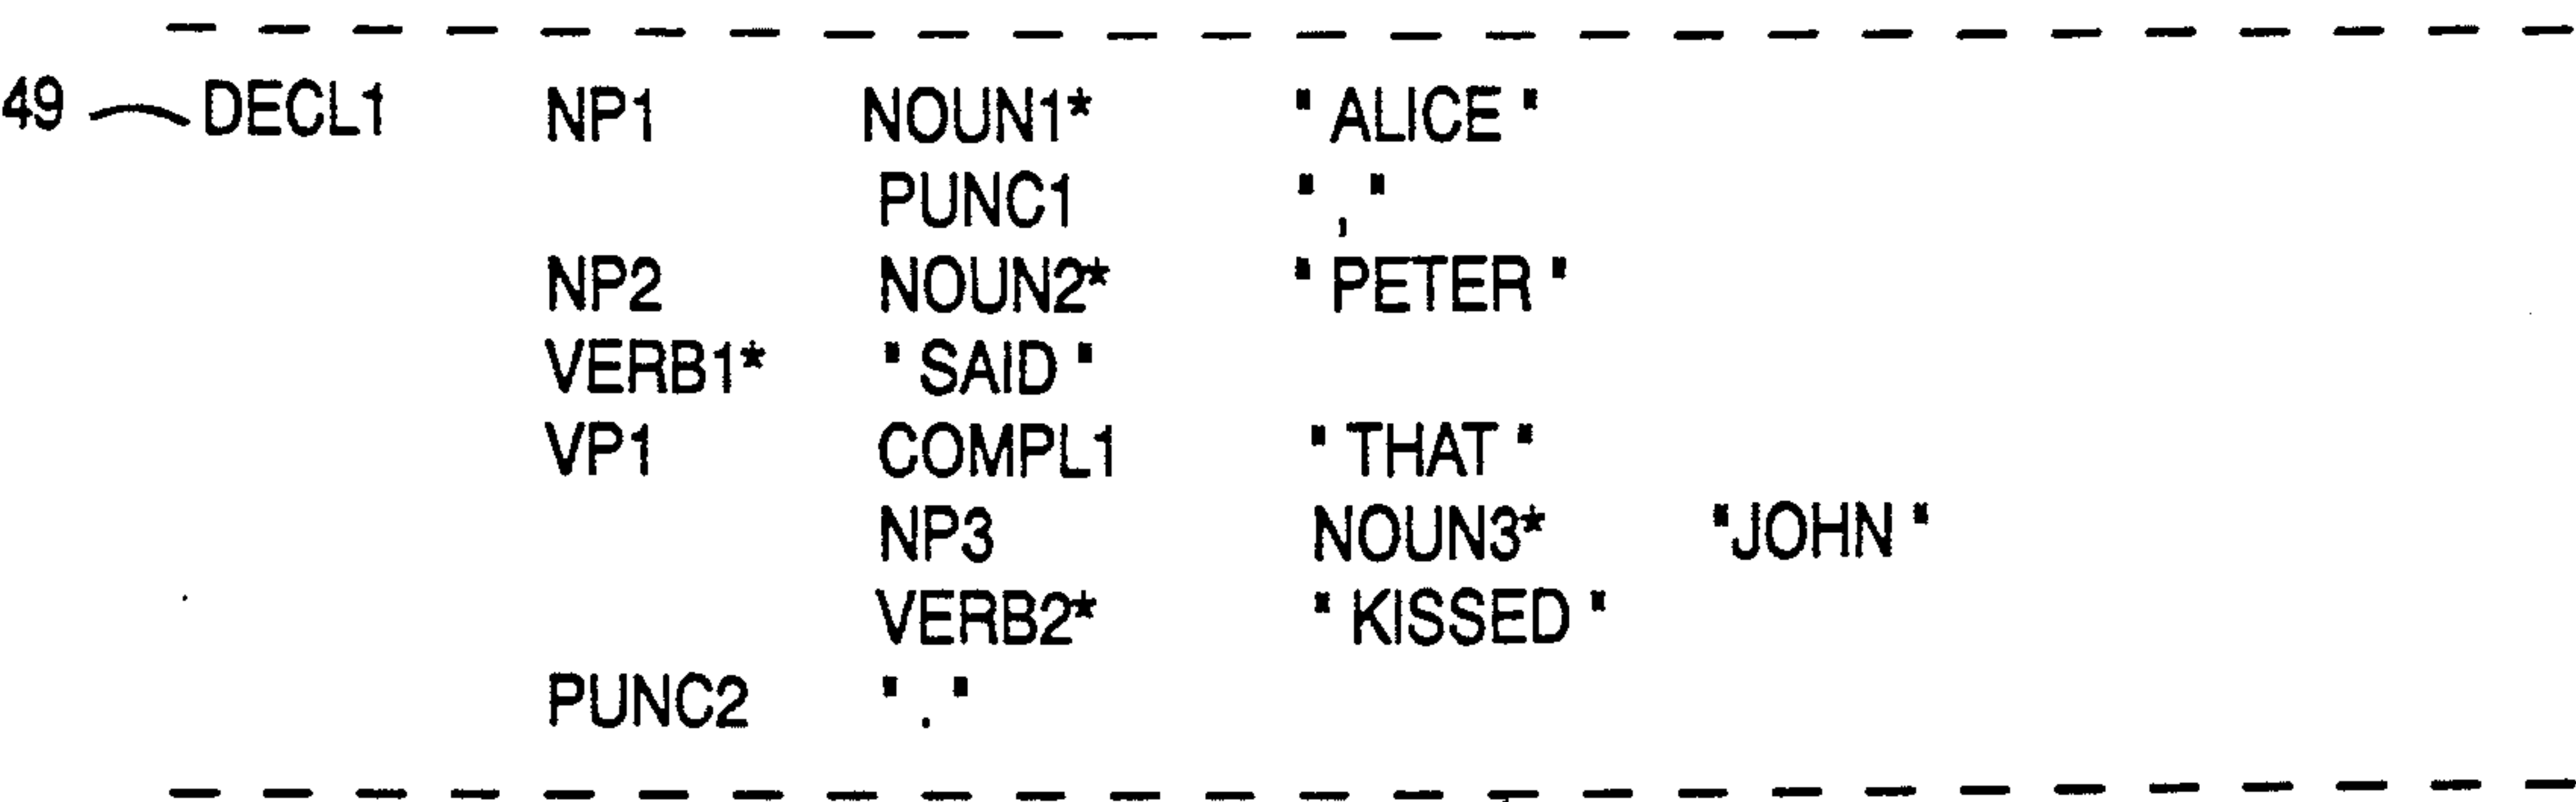 49 DECL1 NP1 NOUN1* "ALICE"
PUNC1 ","
NP2 NOUN2* "PETER"
VERB1* "SAID"
VP1 COMPL1 "THAT"
NP3 NOUN3* "JOHN"
VERB2* "KISSED"
PUNC2 "."